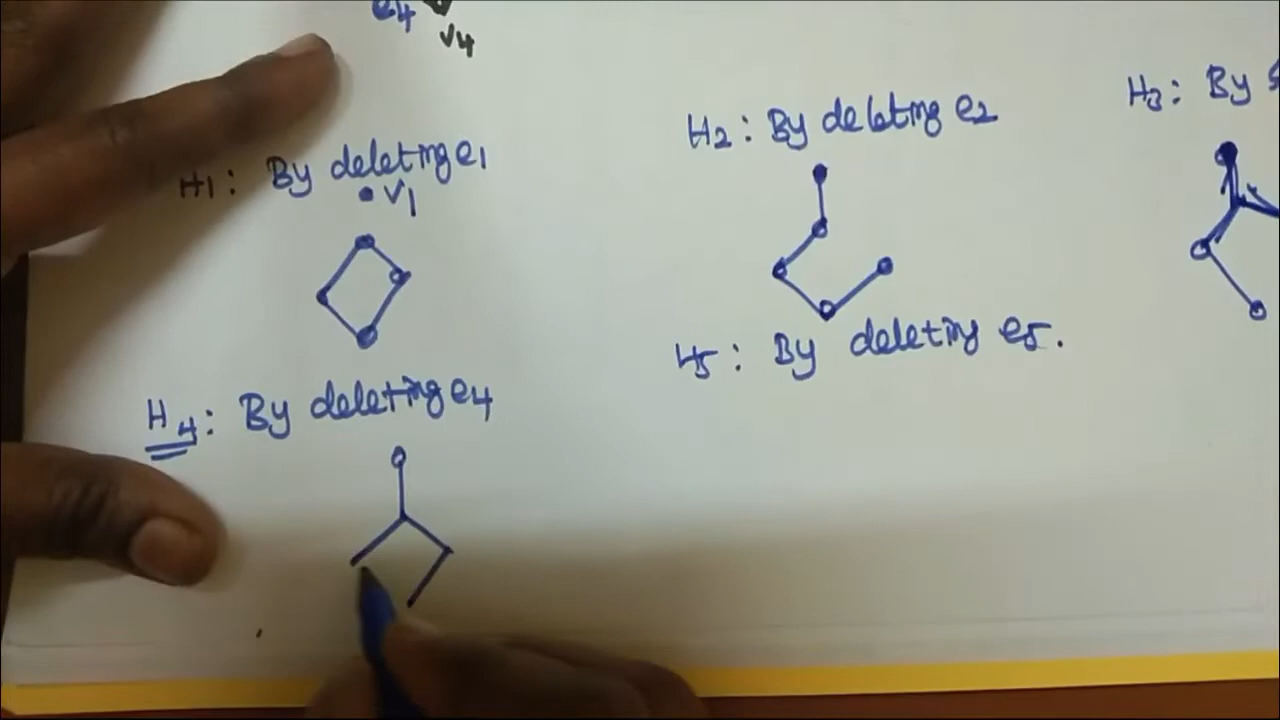 e4
v4
H1: By deleting e1
v1
H2: By deleting e2
H3: By
H4: By deleting e4
H5: By deleting e5.